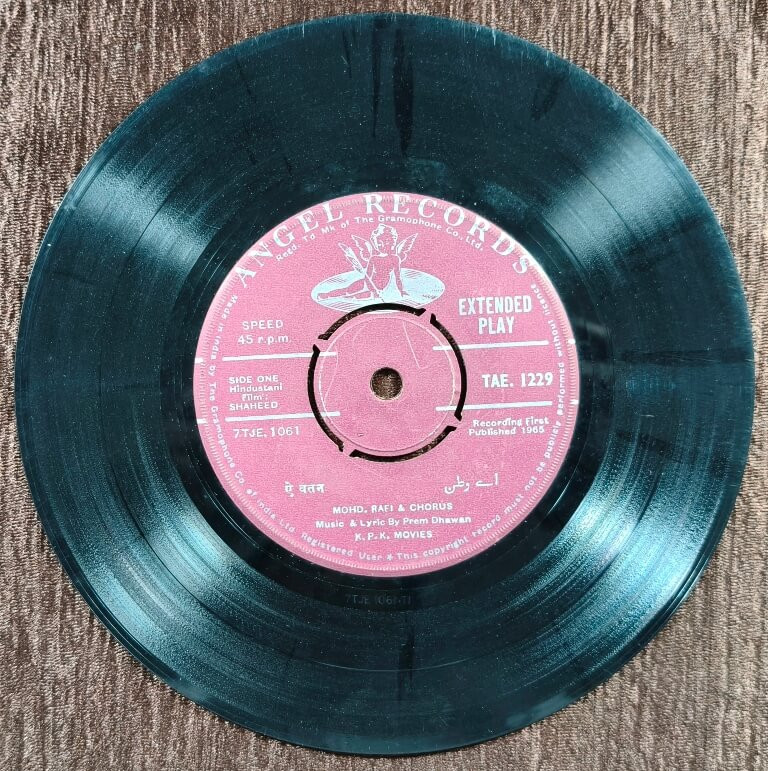 ANGEL RECORDS
Regd. Td. Mk of The Gramophone Co., Ltd.
EXTENDED
PLAY
SPEED
45 r.p.m.
TAE. 1229
SIDE ONE
Hindustani
Film:
SHAHEED
7TJE. 1061
Recording First
Published 1965
ऐ वतन
اے وطن
MOHD. RAFI & CHORUS
Music & Lyric By Prem Dhawan
K. P. K. MOVIES
Made in India by The Gramophone Co of India Ltd Registered User * This copyright record must not be publicly performed without licence